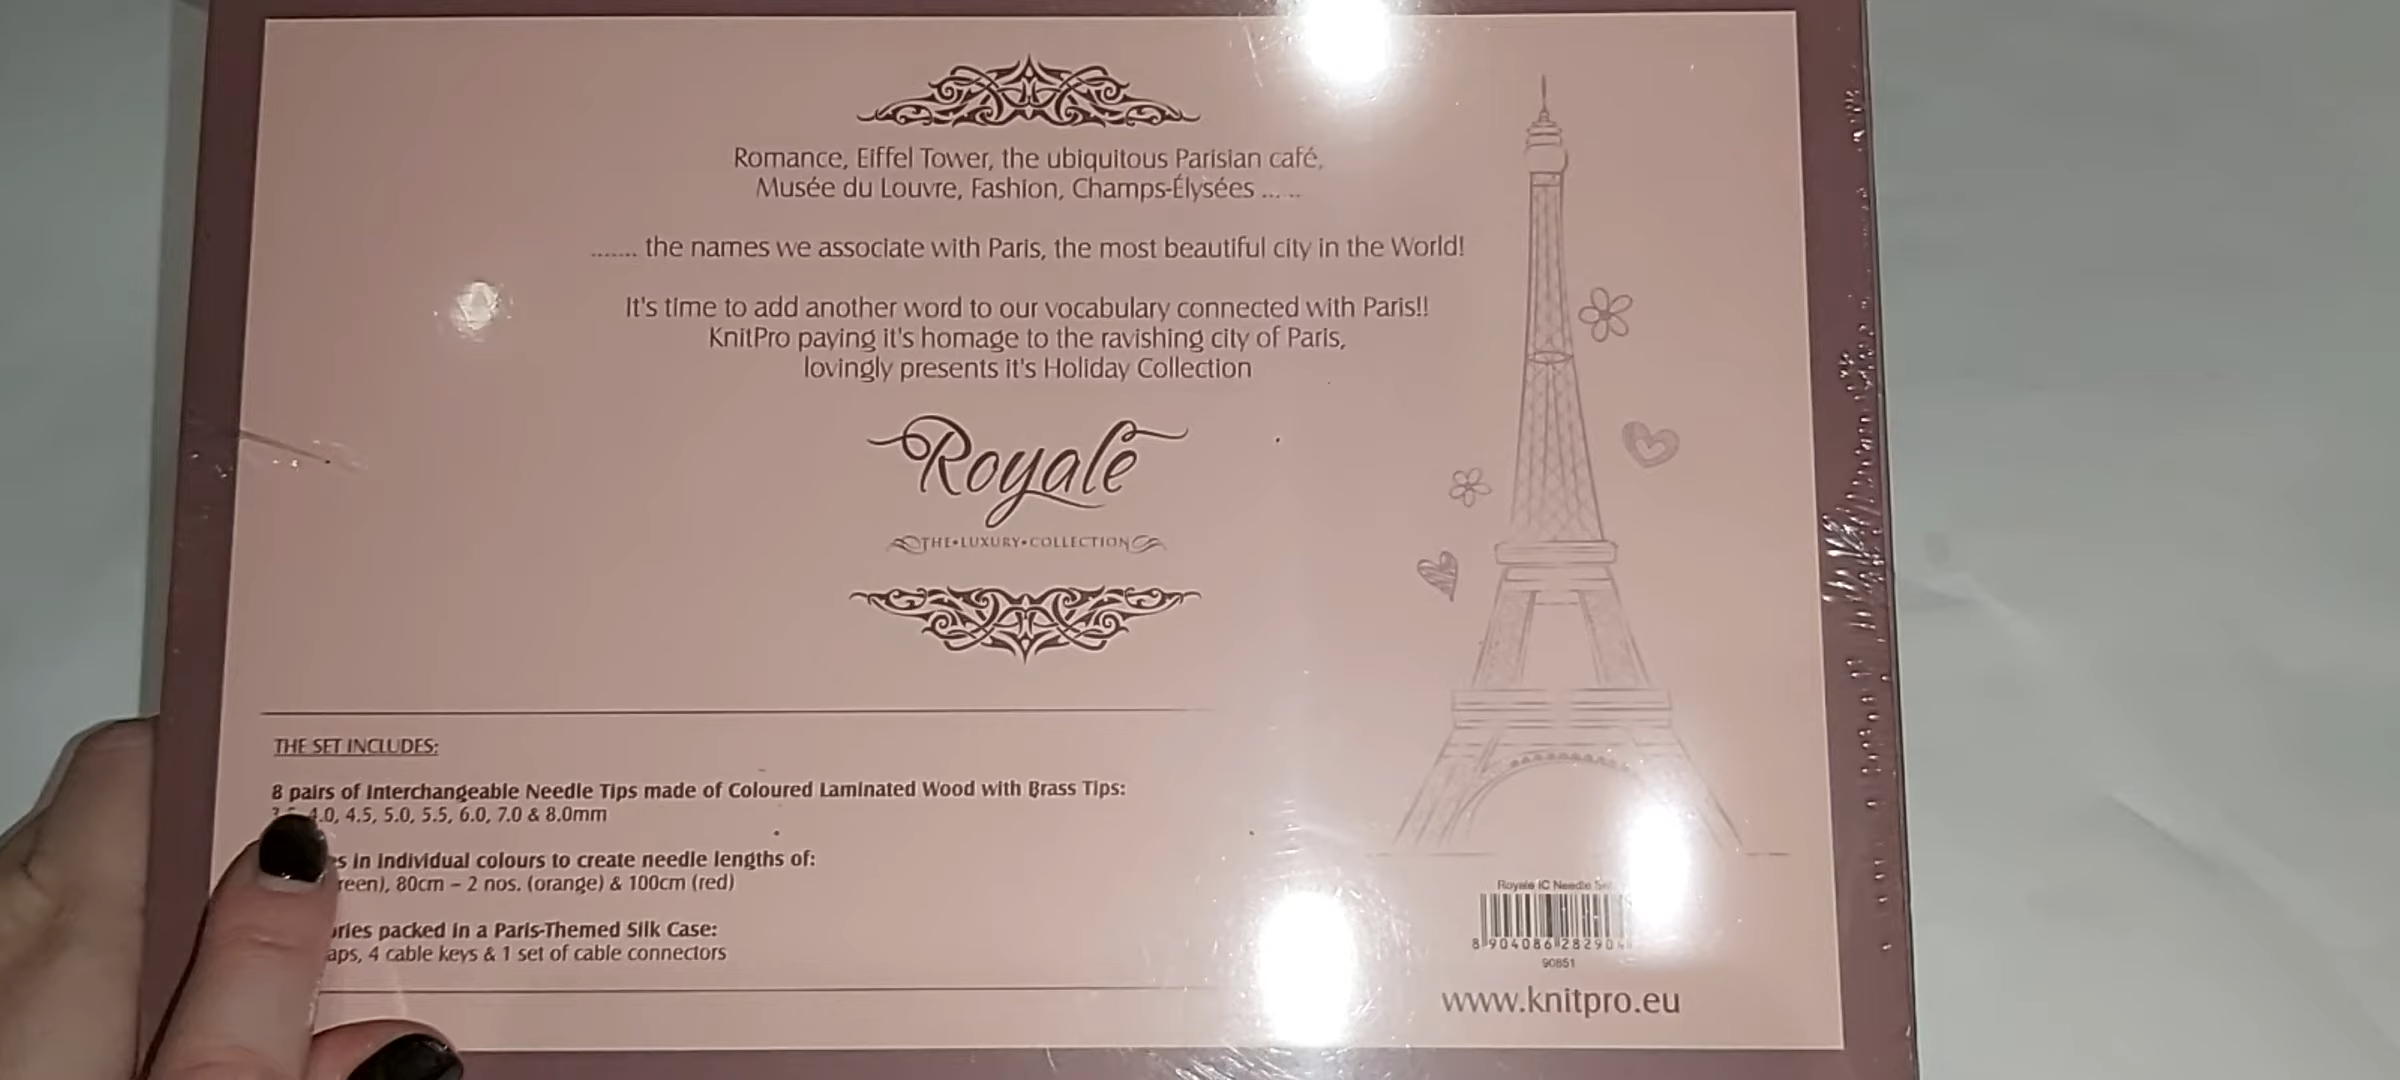 Romance, Eiffel Tower, the ubiquitous Parisian café,
Musée du Louvre, Fashion, Champs-Élysées ......
....... the names we associate with Paris, the most beautiful city in the World!
It's time to add another word to our vocabulary connected with Paris!!
KnitPro paying it's homage to the ravishing city of Paris,
lovingly presents it's Holiday Collection
Royale
THE•LUXURY•COLLECTION
THE SET INCLUDES:
8 pairs of Interchangeable Needle Tips made of Coloured Laminated Wood with Brass Tips:
4.0, 4.5, 5.0, 5.5, 6.0, 7.0 & 8.0mm
in individual colours to create needle lengths of:
80cm – 2 nos. (orange) & 100cm (red)
packed in a Paris-Themed Silk Case:
4 cable keys & 1 set of cable connectors
Royale IC Needle
8 904086 28290
90851
www.knitpro.eu